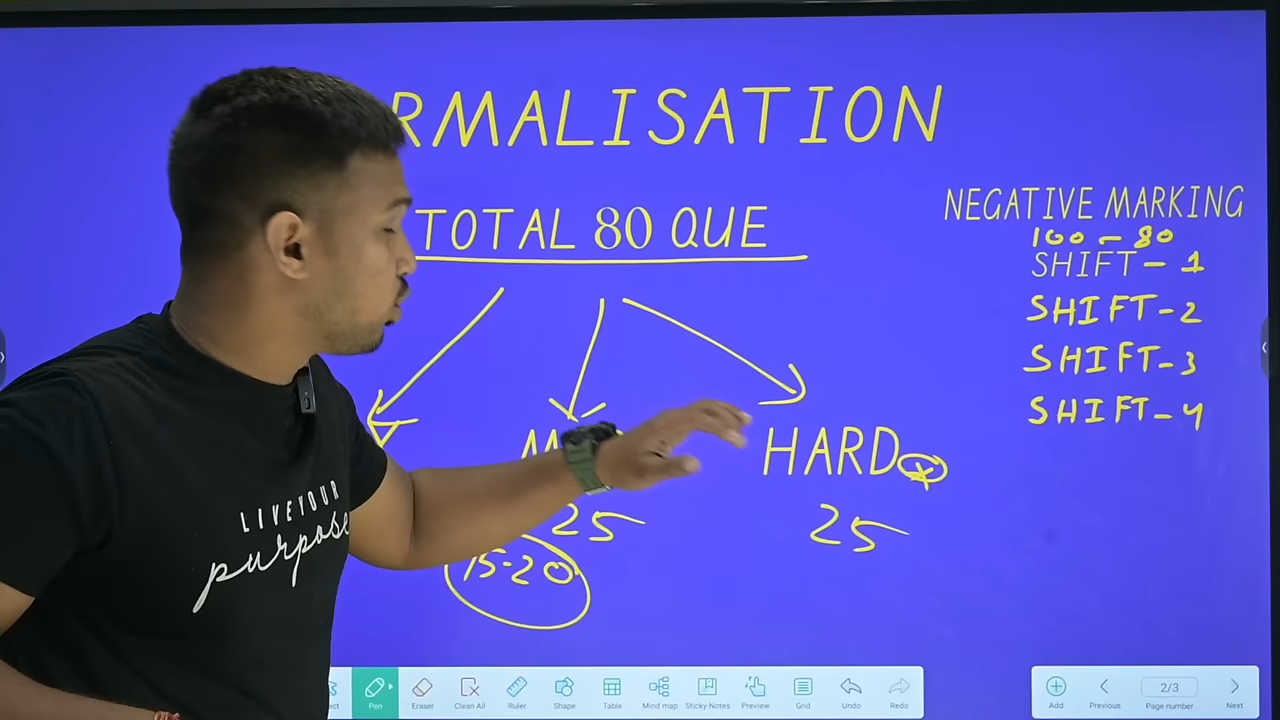 RMALISATION
TOTAL 80 QUE
NEGATIVE MARKING
100 - 80
SHIFT - 1
SHIFT - 2
SHIFT - 3
SHIFT - 4
HARD
25
25
15-20
LIVE YOUR
purpose
Pen
Eraser
Clean All
Ruler
Shape
Table
Mind map
Sticky-Notes
Preview
Grid
Undo
Redo
Add
Previous
2/3
Page number
Next